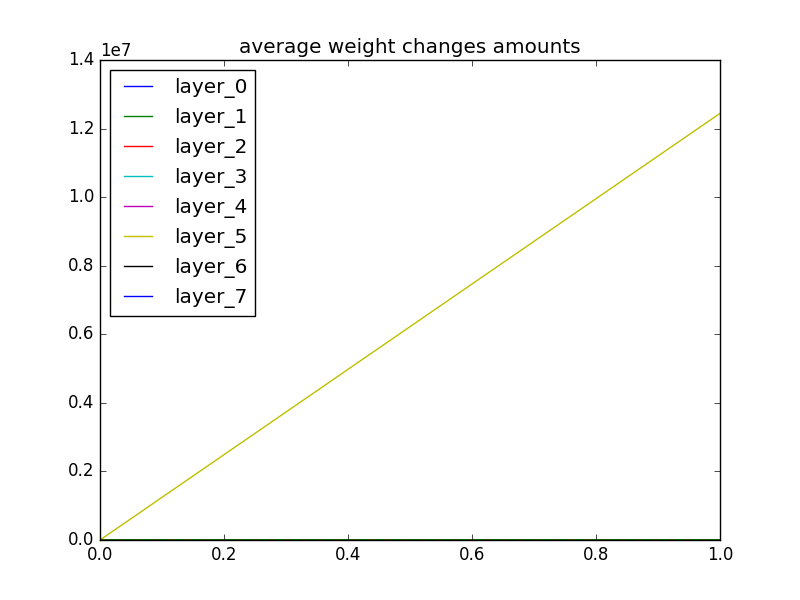 average weight changes amounts
1e7
1.4
1.2
1.0
0.8
0.6
0.4
0.2
0.0
layer_0
layer_1
layer_2
layer_3
layer_4
layer_5
layer_6
layer_7
0.0 0.2 0.4 0.6 0.8 1.0